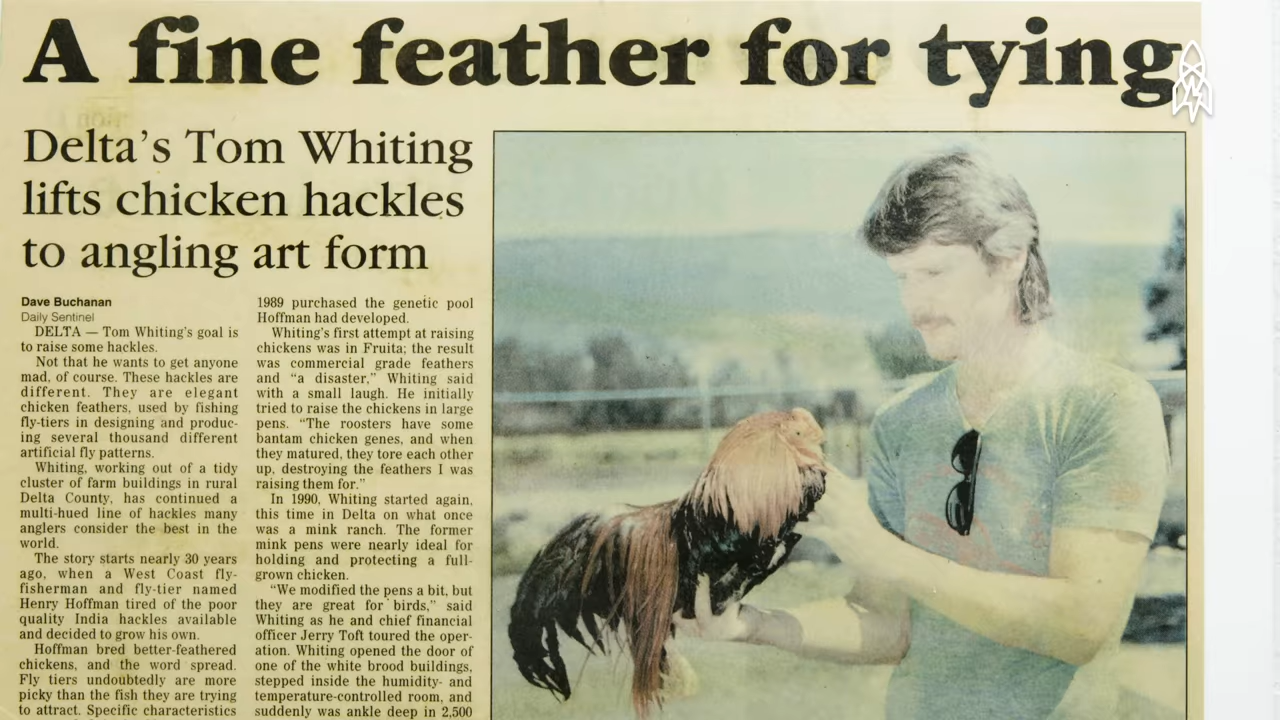 A fine feather for tying
Delta's Tom Whiting
lifts chicken hackles
to angling art form
Dave Buchanan
Daily Sentinel
DELTA — Tom Whiting's goal is
to raise some hackles.
Not that he wants to get anyone
mad, of course. These hackles are
different. They are elegant
chicken feathers, used by fishing
fly-tiers in designing and produc-
ing several thousand different
artificial fly patterns.
Whiting, working out of a tidy
cluster of farm buildings in rural
Delta County, has continued a
multi-hued line of hackles many
anglers consider the best in the
world.
The story starts nearly 30 years
ago, when a West Coast fly-
fisherman and fly-tier named
Henry Hoffman tired of the poor
quality India hackles available
and decided to grow his own.
Hoffman bred better-feathered
chickens, and the word spread.
Fly tiers undoubtedly are more
picky than the fish they are trying
to attract. Specific characteristics
1989 purchased the genetic pool
Hoffman had developed.
Whiting's first attempt at raising
chickens was in Fruita; the result
was commercial grade feathers
and "a disaster," Whiting said
with a small laugh. He initially
tried to raise the chickens in large
pens. "The roosters have some
bantam chicken genes, and when
they matured, they tore each other
up, destroying the feathers I was
raising them for."
In 1990, Whiting started again,
this time in Delta on what once
was a mink ranch. The former
mink pens were nearly ideal for
holding and protecting a full-
grown chicken.
"We modified the pens a bit, but
they are great for birds," said
Whiting as he and chief financial
officer Jerry Toft toured the oper-
ation. Whiting opened the door of
one of the white brood buildings,
stepped inside the humidity- and
temperature-controlled room, and
suddenly was ankle deep in 2,500